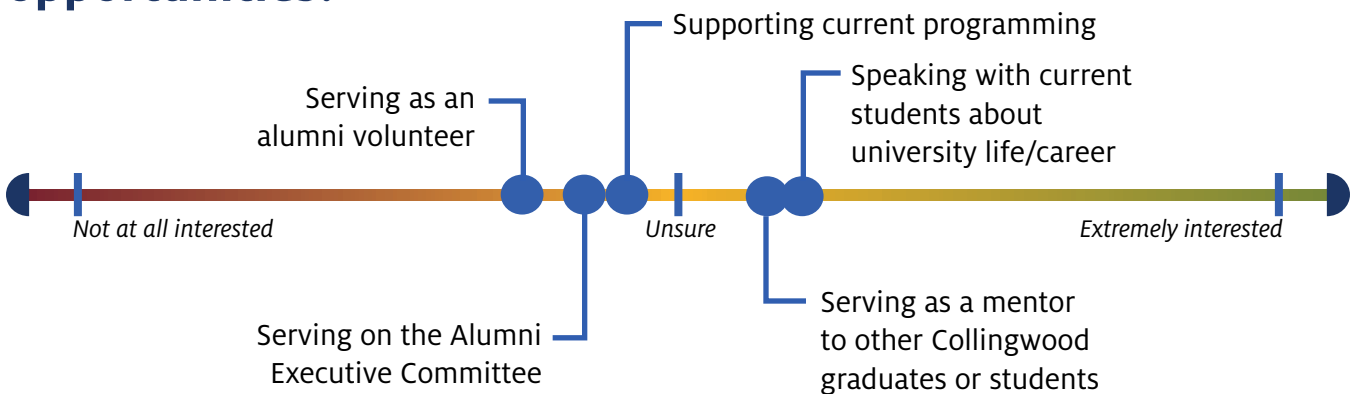 opportunities
Supporting current programming
Serving as an
alumni volunteer
Speaking with current
students about
university life/career
Not at all interested
Unsure
Extremely interested
Serving on the Alumni
Executive Committee
Serving as a mentor
to other Collingwood
graduates or students